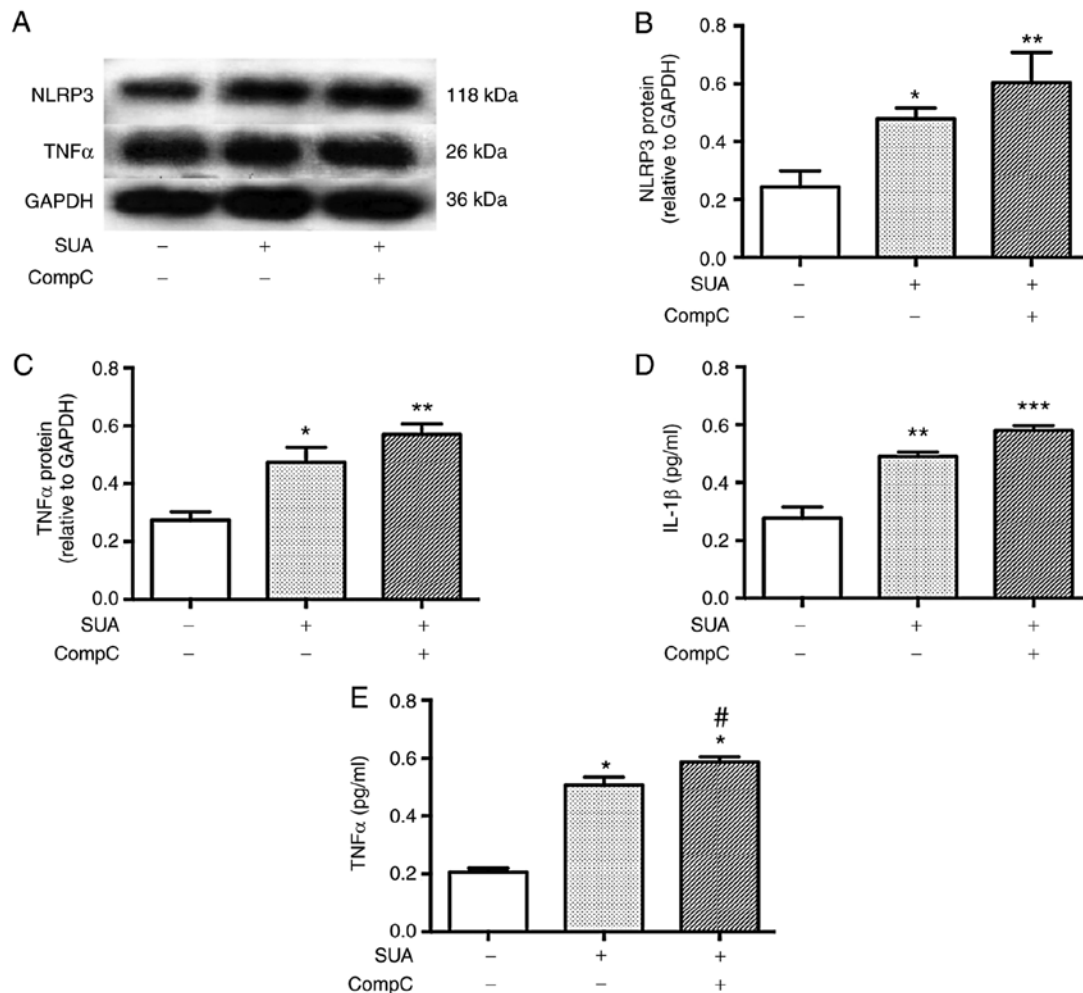 A
NLRP3 118 kDa
TNFα 26 kDa
GAPDH 36 kDa
SUA − + +
CompC − − +
B
NLRP3 protein
(relative to GAPDH)
0.8
0.6
0.4
0.2
0.0
* **
SUA − + +
CompC − − +
C
TNFα protein
(relative to GAPDH)
0.8
0.6
0.4
0.2
0.0
* **
SUA − + +
CompC − − +
D
IL-1β (pg/ml)
0.8
0.6
0.4
0.2
0.0
** ***
SUA − + +
CompC − − +
E
TNFα (pg/ml)
0.8
0.6
0.4
0.2
0.0
#
* *
SUA − + +
CompC − − +